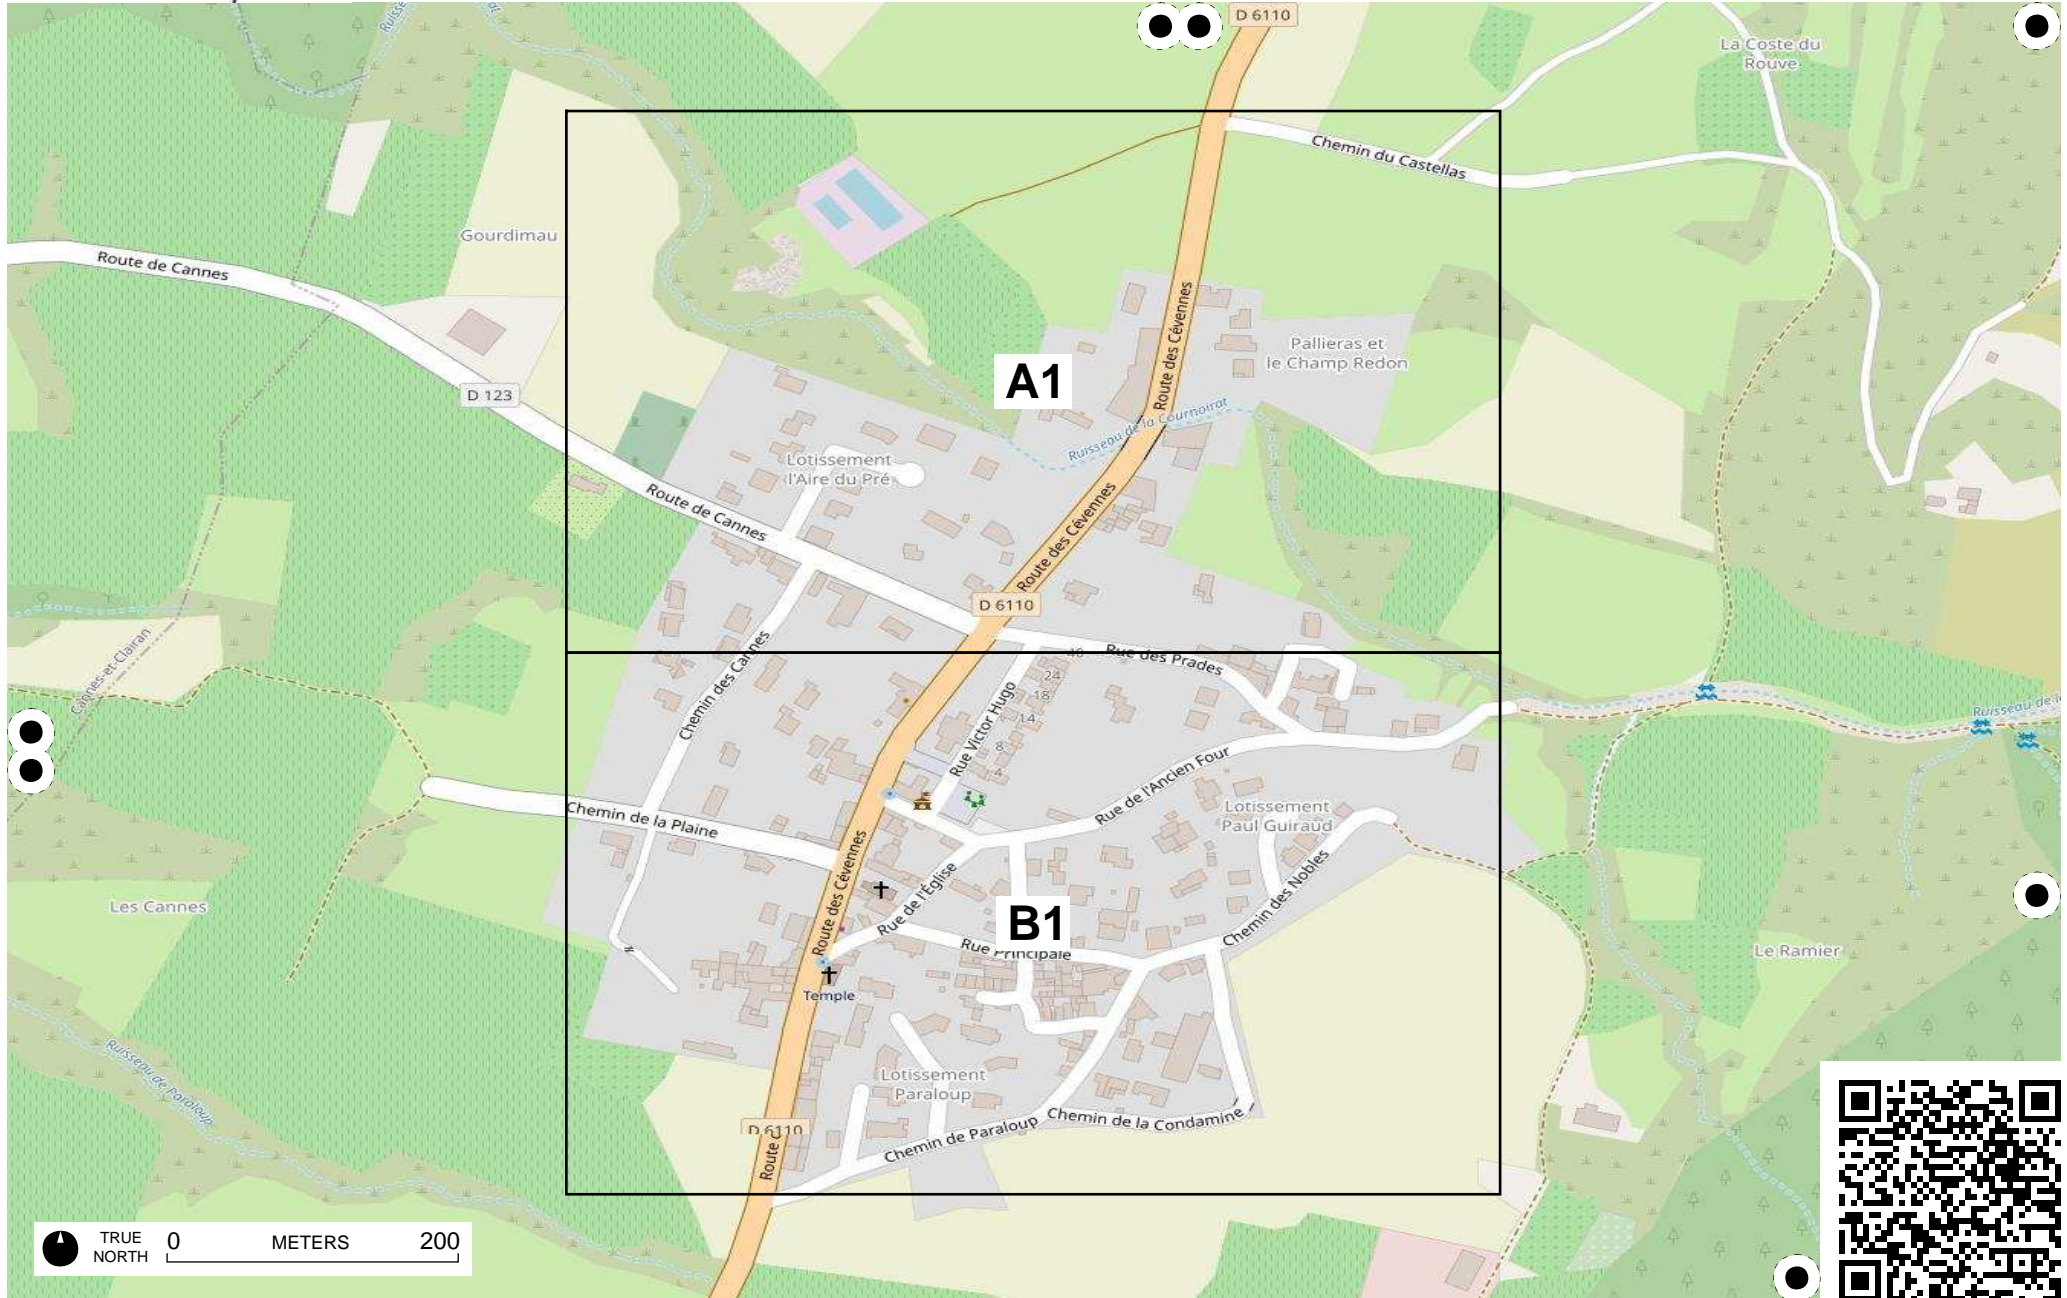 D 6110
La Coste du
Rouve
Ruisse
Chemin du Castellas
Gourdimau
Route de Cannes
Route des Cévennes
Pallieras et
le Champ Redon
A1
D 123
Ruisseau de la Cournoirat
Lotissement
l'Aire du Pré
Route de Cannes
Route des Cévennes
D 6110
Cannes-et-Clairan
Chemin des Cannes
40
Rue des Prades
24
18
14
8
4
Rue Victor Hugo
Ruisseau de l
Rue de l'Ancien Four
Chemin de la Plaine
Lotissement
Paul Guiraud
Route des Cévennes
Rue de l'Église
Chemin des Nobles
Les Cannes
B1
Rue Principale
Le Ramier
Temple
Ruisseau de Paraloup
Lotissement
Paraloup
D 6110
Chemin de la Condamine
Chemin de Paraloup
Route
TRUE
NORTH
0 METERS 200